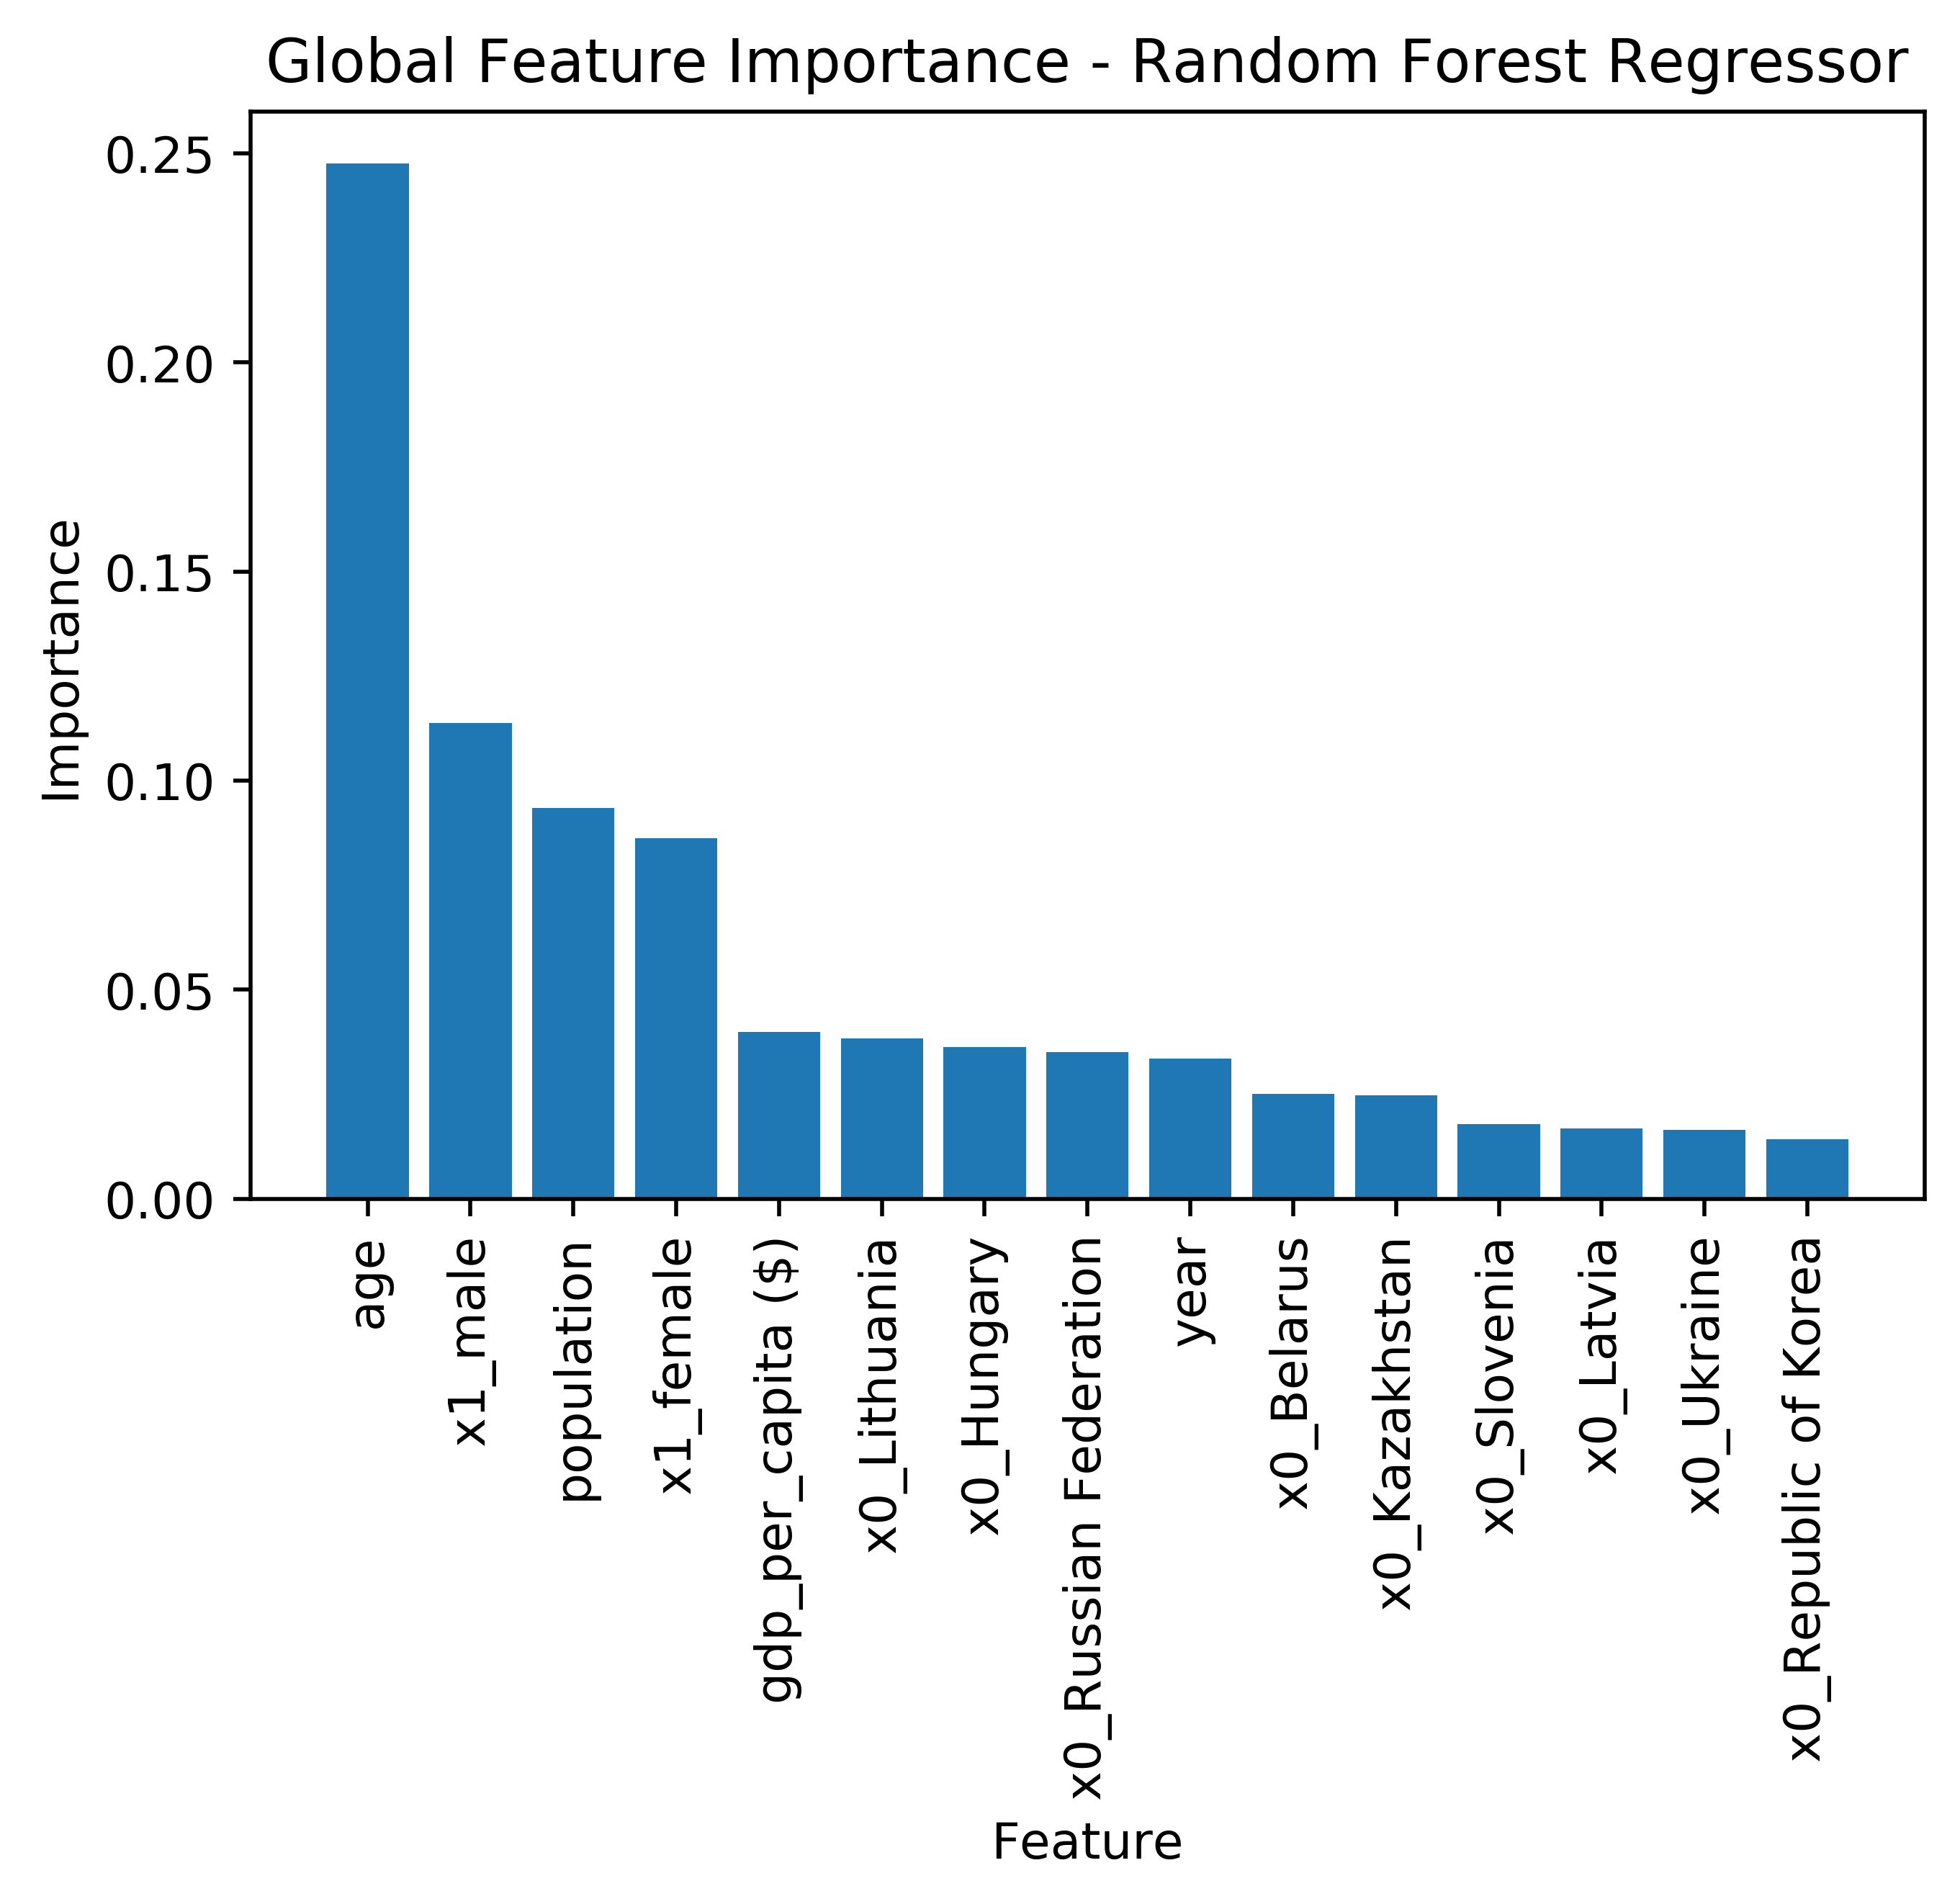 Global Feature Importance - Random Forest Regressor
Importance
0.25
0.20
0.15
0.10
0.05
0.00
age
x1_male
population
x1_female
gdp_per_capita ($)
x0_Lithuania
x0_Hungary
x0_Russian Federation
year
x0_Belarus
x0_Kazakhstan
x0_Slovenia
x0_Latvia
x0_Ukraine
x0_Republic of Korea
Feature